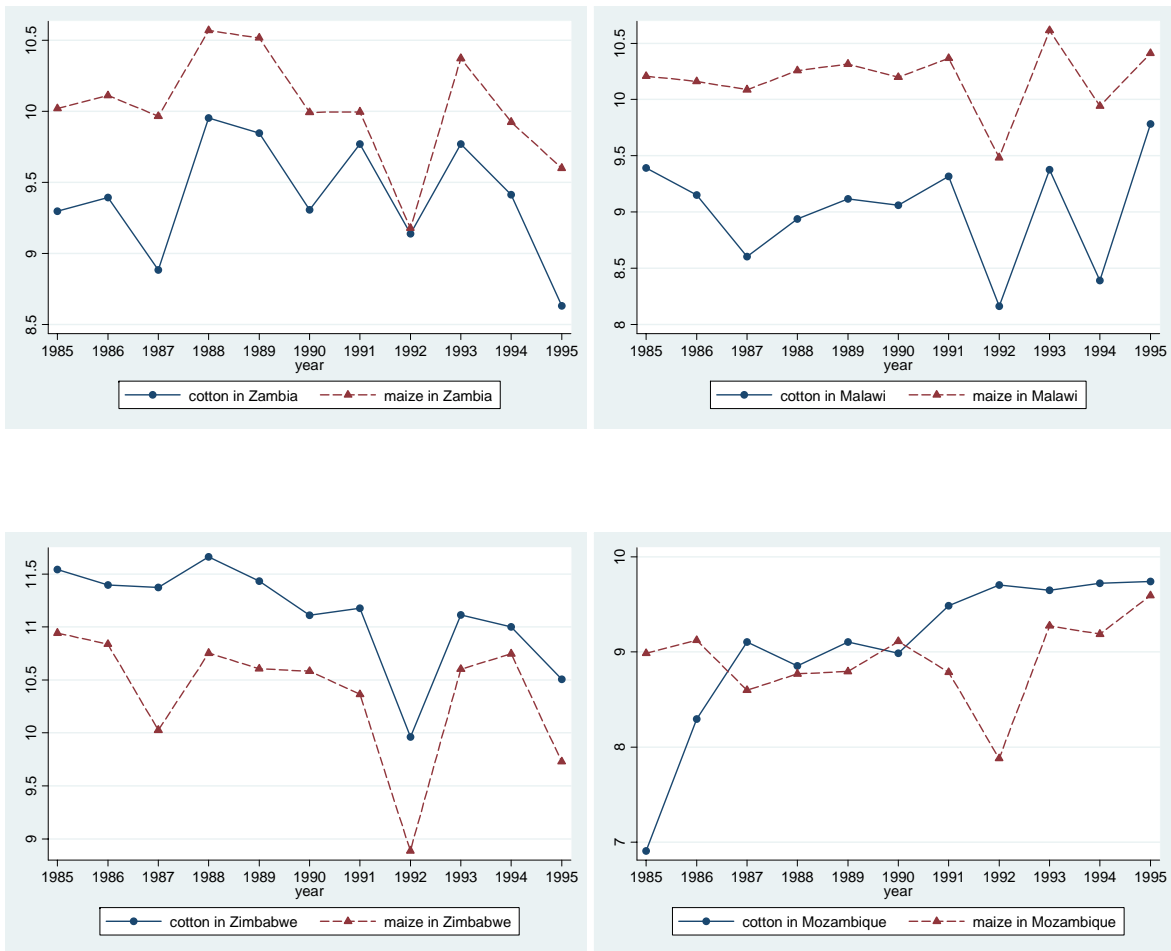 10.5
10
9.5
9
8.5
1985 1986 1987 1988 1989 1990 1991 1992 1993 1994 1995
year
cotton in Zambia maize in Zambia
10.5
10
9.5
9
8.5
8
1985 1986 1987 1988 1989 1990 1991 1992 1993 1994 1995
year
cotton in Malawi maize in Malawi
11.5
11
10.5
10
9.5
9
1985 1986 1987 1988 1989 1990 1991 1992 1993 1994 1995
year
cotton in Zimbabwe maize in Zimbabwe
10
9
8
7
1985 1986 1987 1988 1989 1990 1991 1992 1993 1994 1995
year
cotton in Mozambique maize in Mozambique